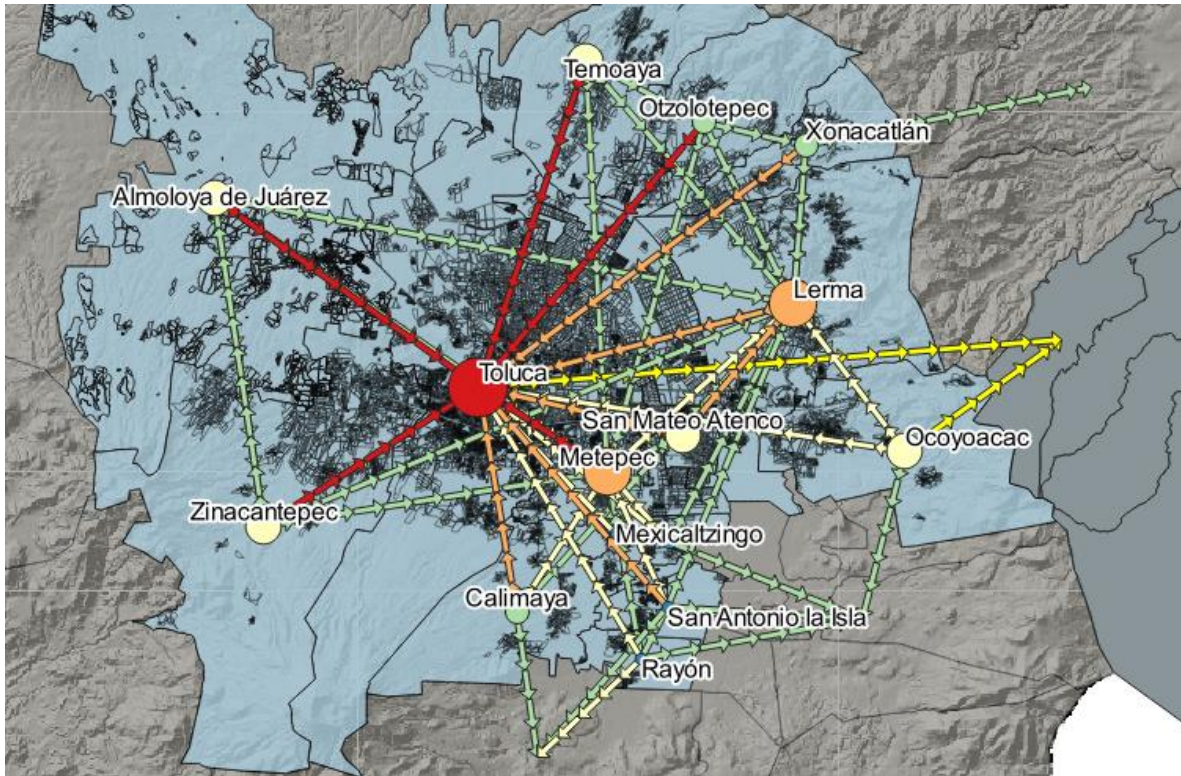 Temoaya
Otzolotepec
Xonacatlán
Almoloya de Juárez
Lerma
Toluca
San Mateo Atenco
Ocoyoacac
Metepec
Zinacantepec
Mexicaltzingo
Calimaya
San Antonio la Isla
Rayón